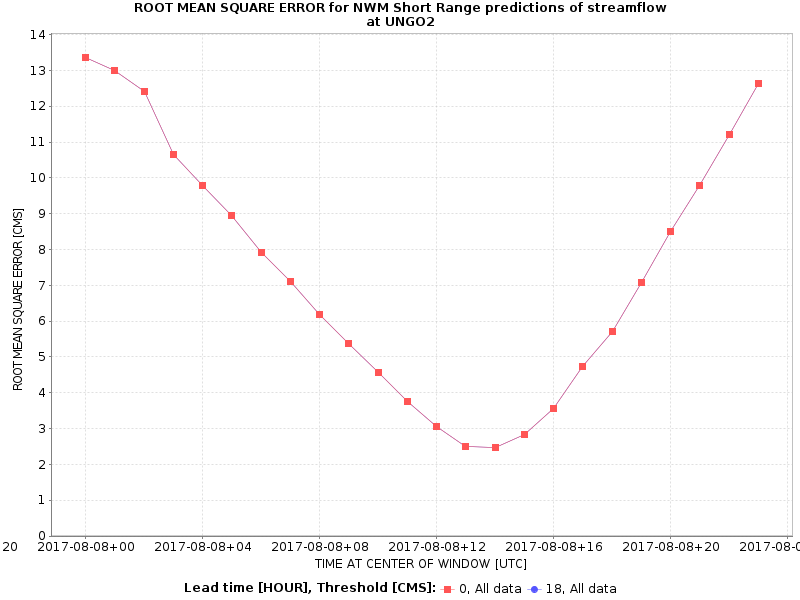 ROOT MEAN SQUARE ERROR for NWM Short Range predictions of streamflow
at UNGO2
14
13
12
11
10
9
8
7
6
5
4
3
2
1
0
ROOT MEAN SQUARE ERROR [CMS]
20 2017-08-08+00 2017-08-08+04 2017-08-08+08 2017-08-08+12 2017-08-08+16 2017-08-08+20 2017-08-0
TIME AT CENTER OF WINDOW [UTC]
Lead time [HOUR], Threshold [CMS]: 0, All data 18, All data